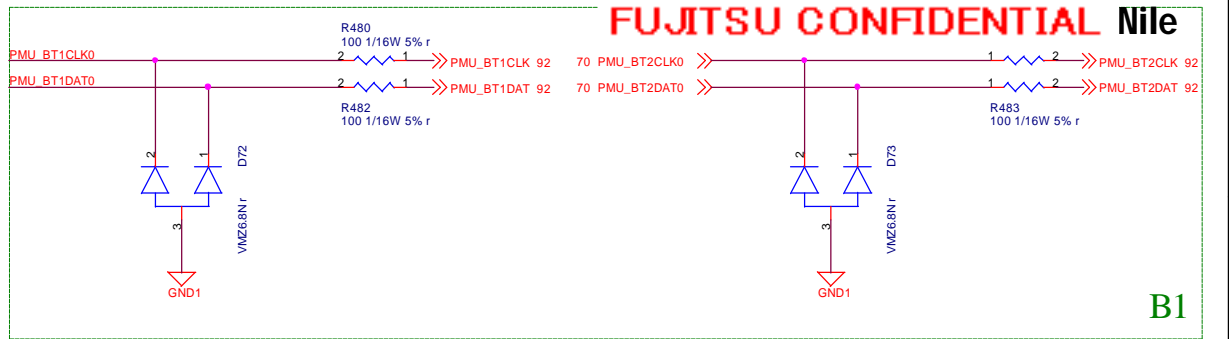 FUJITSU CONFIDENTIAL Nile
R480
100 1/16W 5% r
PMU_BT1CLK0
2 1
PMU_BT1CLK 92
70 PMU_BT2CLK0
1 2
PMU_BT2CLK 92
PMU_BT1DAT0
2 1
PMU_BT1DAT 92
70 PMU_BT2DAT0
1 2
PMU_BT2DAT 92
R482
100 1/16W 5% r
R483
100 1/16W 5% r
2
1
D72
3
VMZ6.8N r
GND1
2
1
D73
3
VMZ6.8N r
GND1
B1